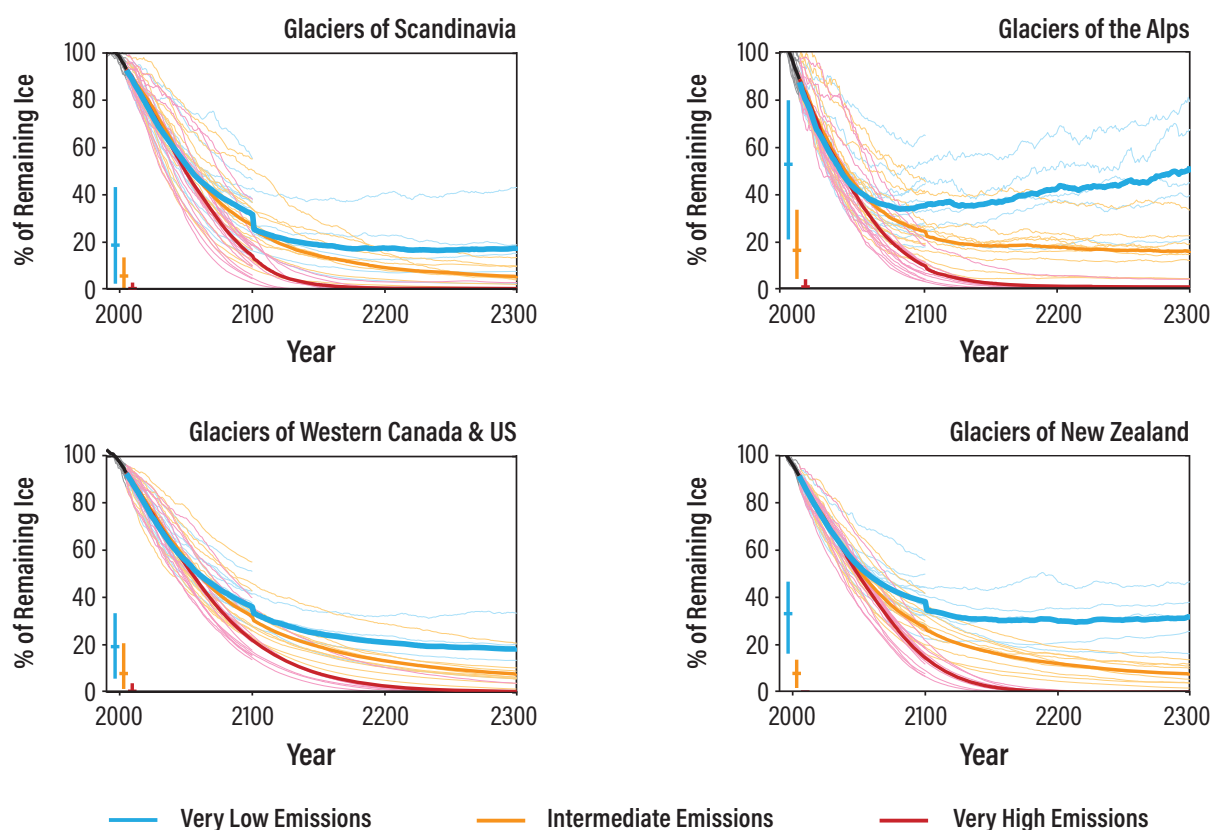 Glaciers of Scandinavia
% of Remaining Ice
100
80
60
40
20
0
2000 2100 2200 2300
Year
Glaciers of the Alps
% of Remaining Ice
100
80
60
40
20
0
2000 2100 2200 2300
Year
Glaciers of Western Canada & US
% of Remaining Ice
100
80
60
40
20
0
2000 2100 2200 2300
Year
Glaciers of New Zealand
% of Remaining Ice
100
80
60
40
20
0
2000 2100 2200 2300
Year
Very Low Emissions Intermediate Emissions Very High Emissions